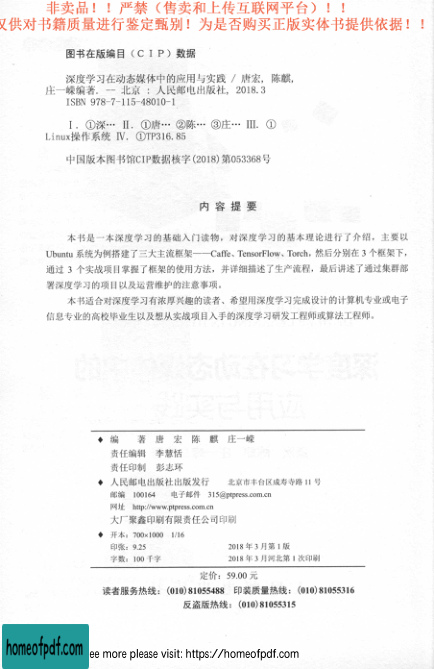 非卖品！！严禁（售卖和上传互联网平台）！！
仅供对书籍质量进行鉴定甄别！为是否购买正版实体书提供依据！！
图书在版编目（CIP）数据
深度学习在动态媒体中的应用与实践 / 唐宏，陈麒，
庄一嵘编著. — 北京 : 人民邮电出版社, 2018.3
ISBN 978-7-115-48010-1
Ⅰ. ①深… Ⅱ. ①唐… ②陈… ③庄… Ⅲ. ①
Linux操作系统 Ⅳ. ①TP316.85
中国版本图书馆CIP数据核字(2018)第053368号
内 容 提 要
本书是一本深度学习的基础入门读物，对深度学习的基本理论进行了介绍，主要以
Ubuntu 系统为例搭建了三大主流框架——Caffe、TensorFlow、Torch，然后分别在 3 个框架下，
通过 3 个实战项目掌握了框架的使用方法，并详细描述了生产流程，最后讲述了通过集群部
署深度学习的项目以及运营维护的注意事项。
本书适合对深度学习有浓厚兴趣的读者、希望用深度学习完成设计的计算机专业或电子
信息专业的高校毕业生以及想从实战项目入手的深度学习研发工程师或算法工程师。
◆ 编 著 唐 宏 陈 麒 庄一嵘
责任编辑 李慧恬
责任印制 彭志环
◆ 人民邮电出版社出版发行 北京市丰台区成寿寺路 11 号
邮编 100164 电子邮件 315@ptpress.com.cn
网址 http://www.ptpress.com.cn
大厂聚鑫印刷有限责任公司印刷
◆ 开本：700×1000 1/16
印张：9.25 2018 年 3 月第 1 版
字数：100 千字 2018 年 3 月河北第 1 次印刷
定价：59.00 元
读者服务热线：(010)81055488 印装质量热线：(010)81055316
反盗版热线：(010)81055315
homeofpdf.com
ee more please visit: https://homeofpdf.com